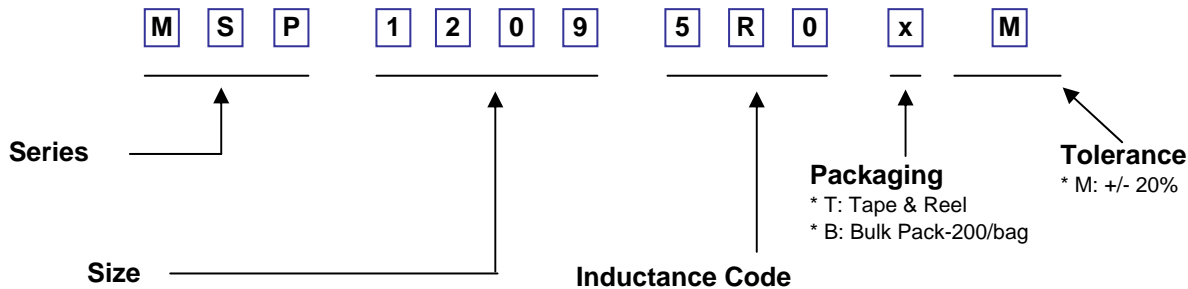 M S P 1 2 0 9 5 R 0 x M
Series
Tolerance
* M: +/- 20%
Packaging
* T: Tape & Reel
* B: Bulk Pack-200/bag
Size
Inductance Code